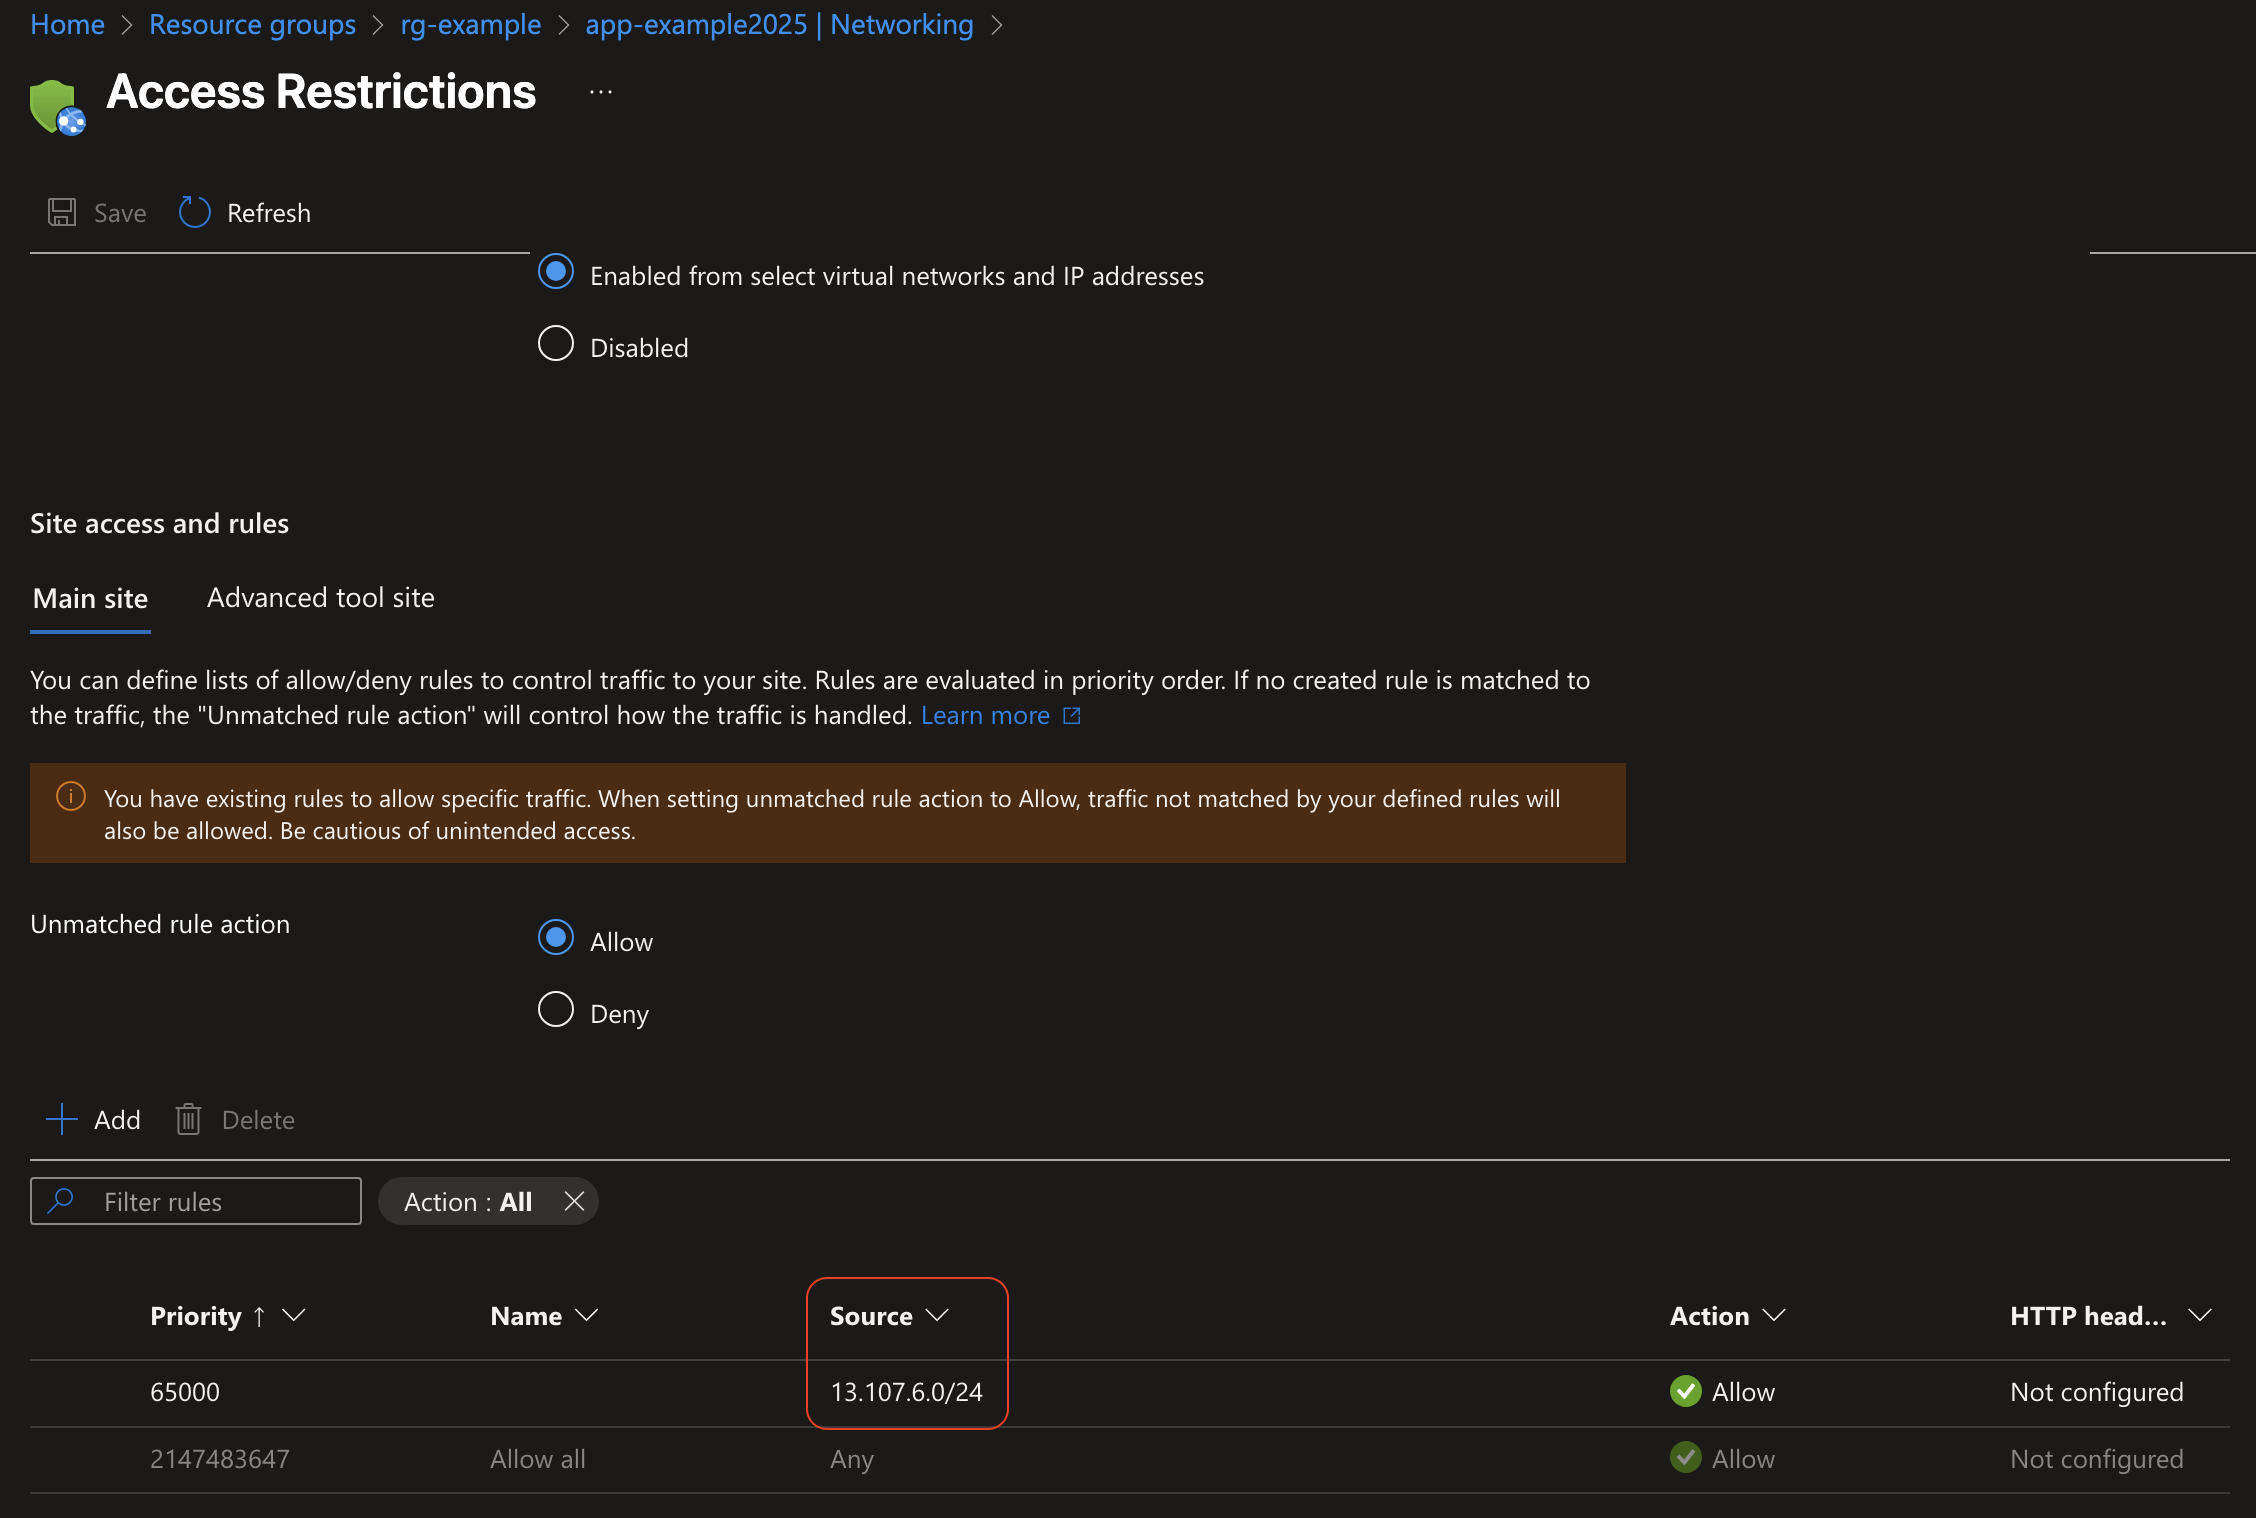 Home > Resource groups > rg-example > app-example2025 | Networking >
Access Restrictions ...
Save Refresh
Enabled from select virtual networks and IP addresses
Disabled
Site access and rules
Main site Advanced tool site
You can define lists of allow/deny rules to control traffic to your site. Rules are evaluated in priority order. If no created rule is matched to
the traffic, the "Unmatched rule action" will control how the traffic is handled. Learn more
You have existing rules to allow specific traffic. When setting unmatched rule action to Allow, traffic not matched by your defined rules will
also be allowed. Be cautious of unintended access.
Unmatched rule action
Allow
Deny
Add Delete
Filter rules Action : All
Priority ↑ Name Source Action HTTP head...
65000 13.107.6.0/24 Allow Not configured
2147483647 Allow all Any Allow Not configured